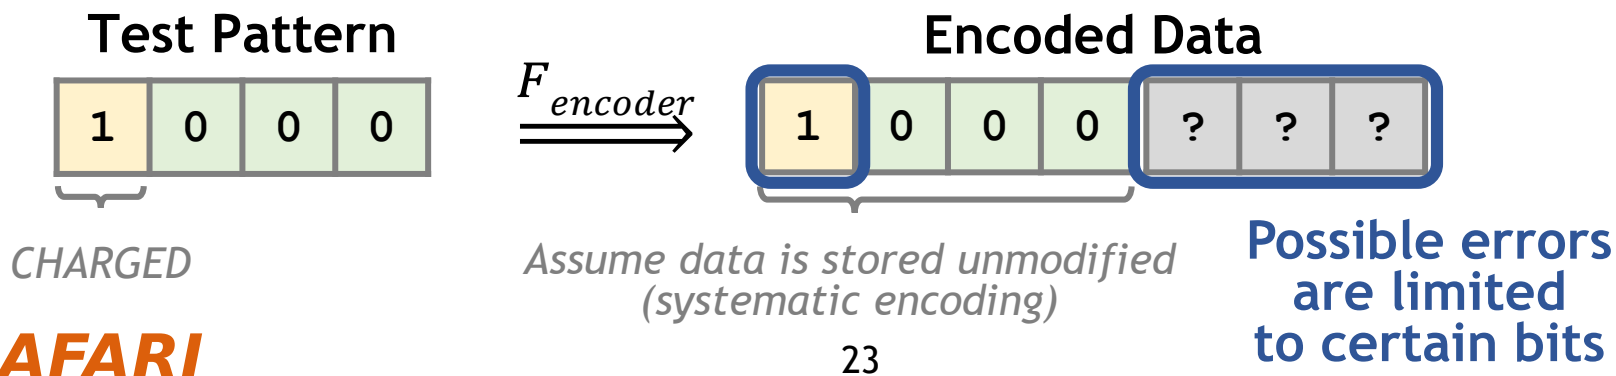 Test Pattern
1 0 0 0
CHARGED
F encoder
Encoded Data
1 0 0 0 ? ? ?
Assume data is stored unmodified
(systematic encoding)
Possible errors
are limited
to certain bits
AFARI
23